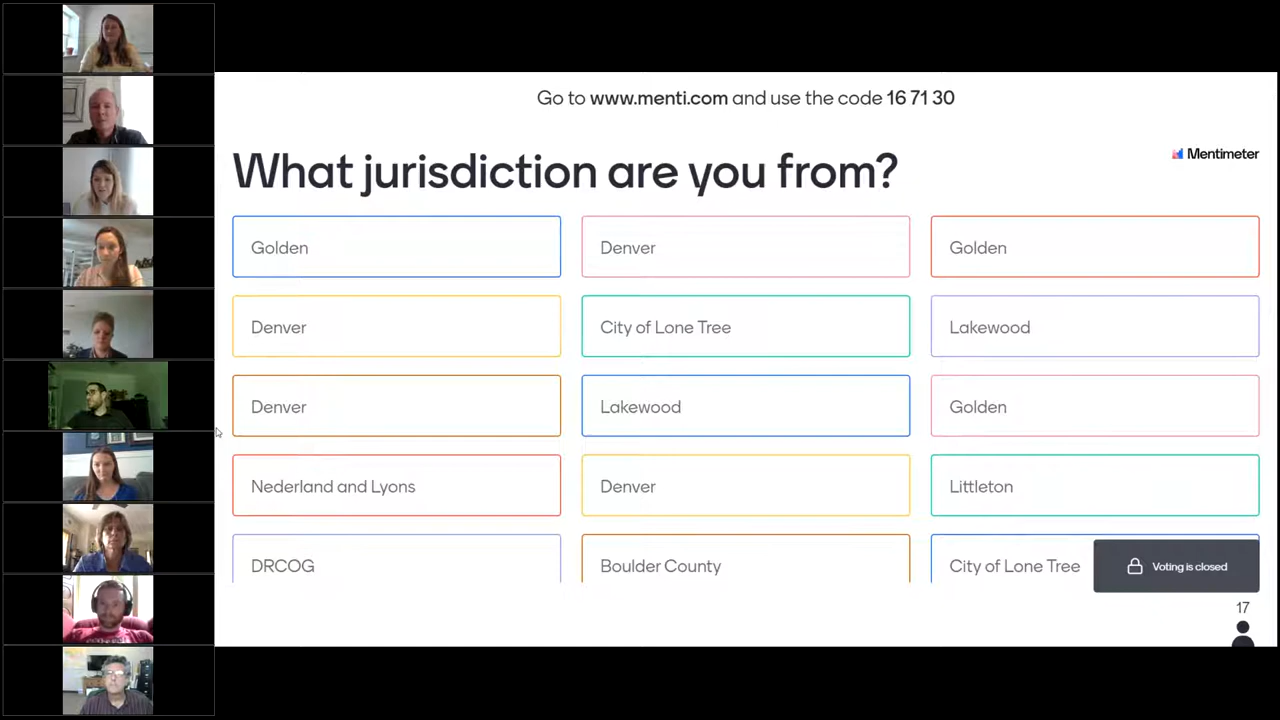 Go to www.menti.com and use the code 16 71 30
What jurisdiction are you from?
Mentimeter
Golden
Denver
Golden
Denver
City of Lone Tree
Lakewood
Denver
Lakewood
Golden
Nederland and Lyons
Denver
Littleton
DRCOG
Boulder County
City of Lone Tree
Voting is closed
17